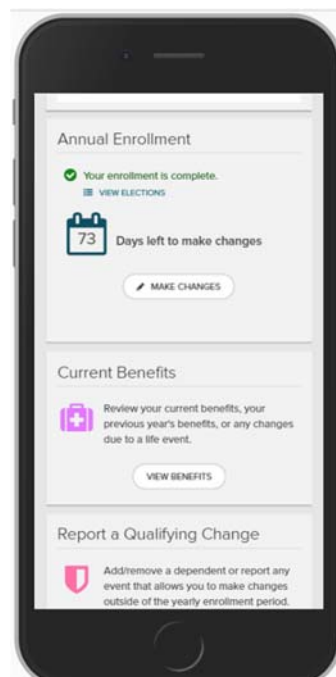 Annual Enrollment
Your enrollment is complete.
VIEW ELECTIONS
73 Days left to make changes
MAKE CHANGES
Current Benefits
Review your current benefits, your
previous year's benefits, or any changes
due to a life event.
VIEW BENEFITS
Report a Qualifying Change
Add/remove a dependent or report any
event that allows you to make changes
outside of the yearly enrollment period.